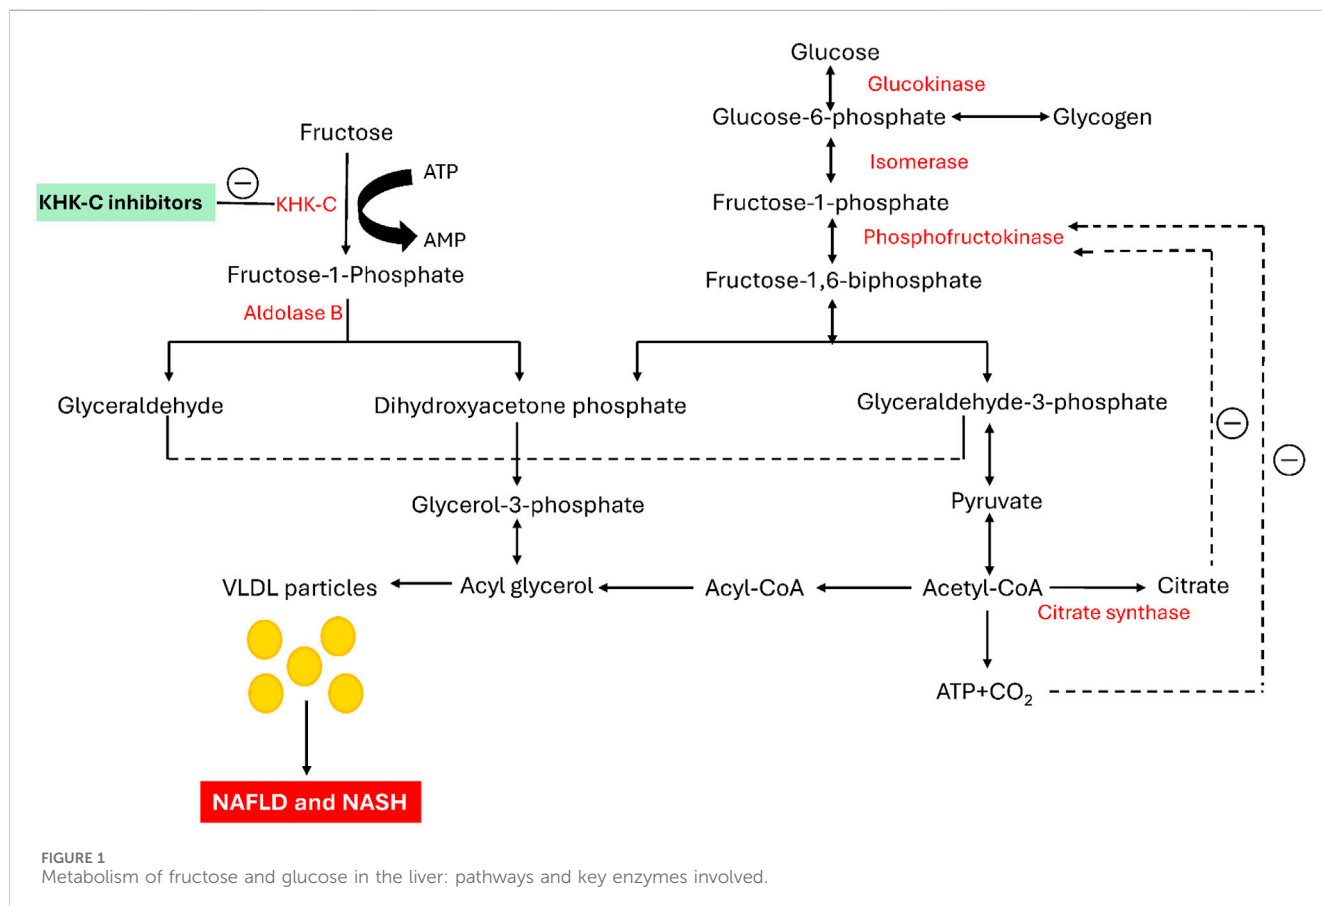 Glucose
Glucokinase
Glucose-6-phosphate
Glycogen
Fructose
Isomerase
ATP
KHK-C inhibitors
KHK-C
Fructose-1-phosphate
AMP
Phosphofructokinase
Fructose-1-Phosphate
Fructose-1,6-biphosphate
Aldolase B
Glyceraldehyde
Dihydroxyacetone phosphate
Glyceraldehyde-3-phosphate
Glycerol-3-phosphate
Pyruvate
VLDL particles
Acyl glycerol
Acyl-CoA
Acetyl-CoA
Citrate
Citrate synthase
ATP+CO₂
NAFLD and NASH
FIGURE 1
Metabolism of fructose and glucose in the liver: pathways and key enzymes involved.